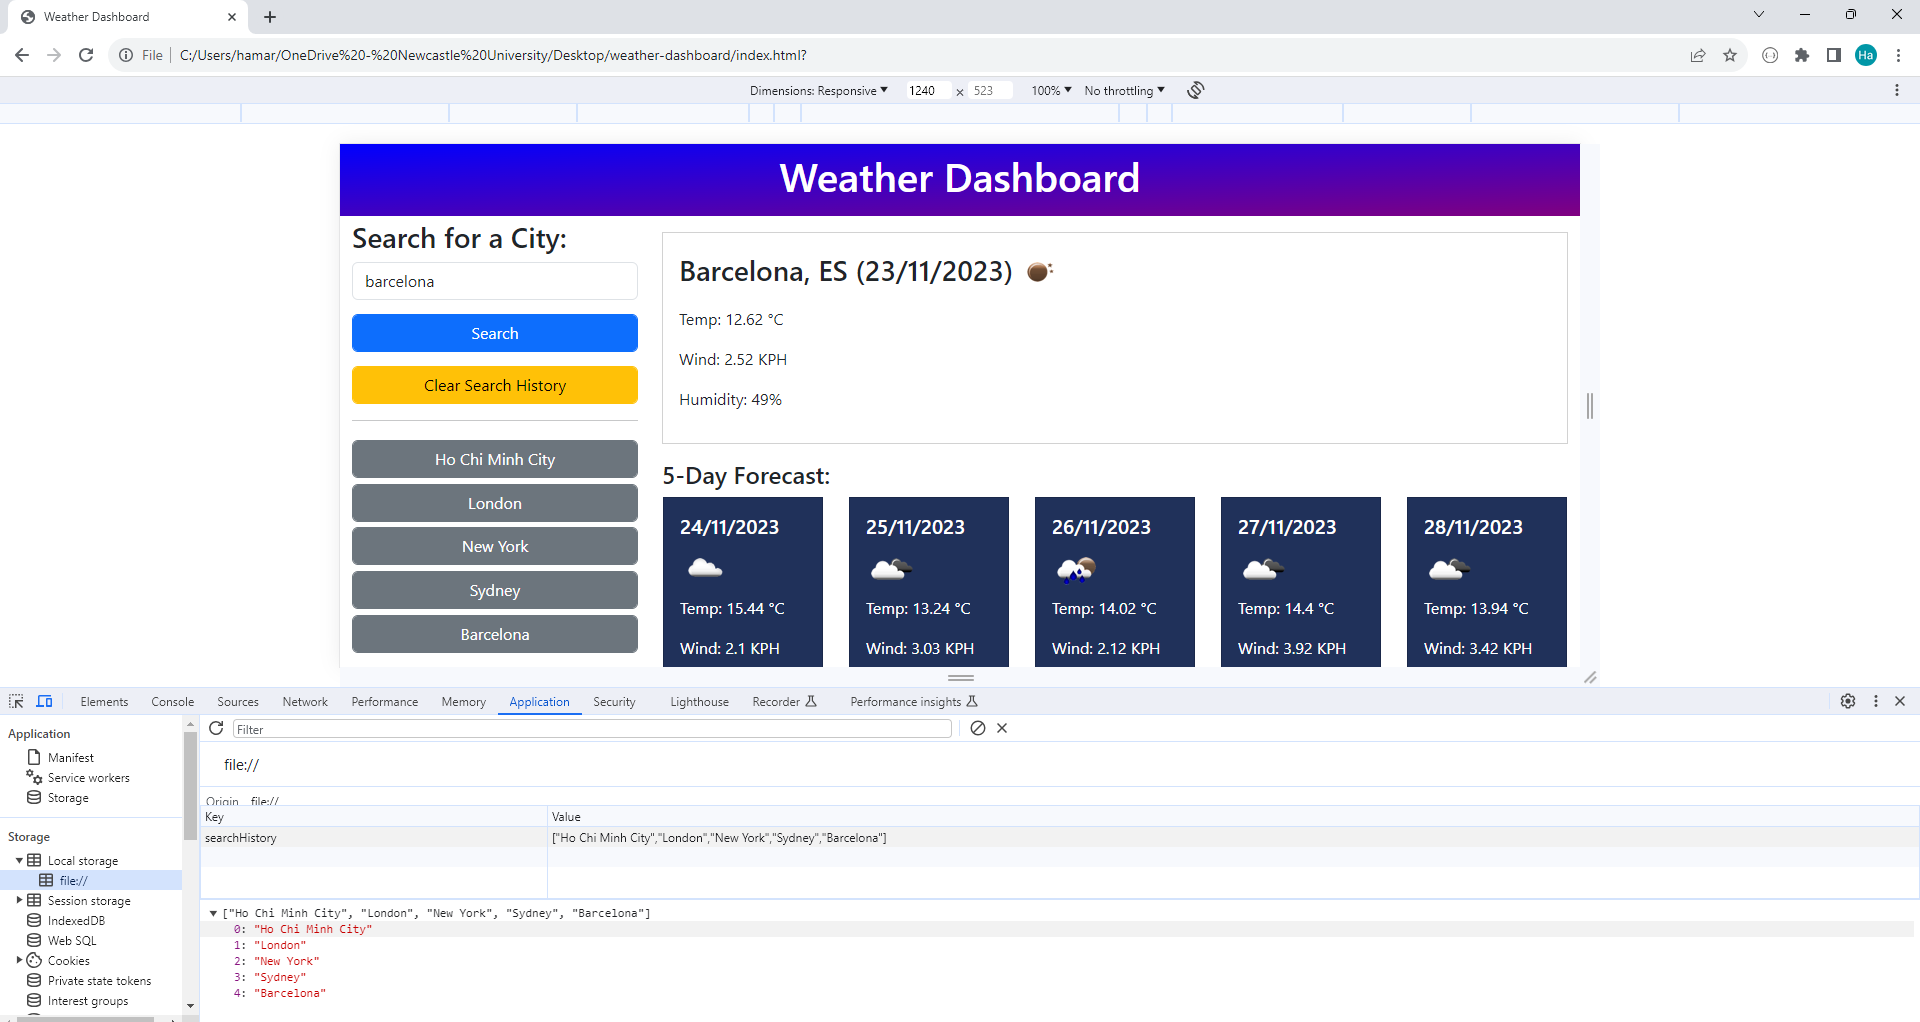 Weather Dashboard
File C:/Users/hamar/OneDrive%20-%20Newcastle%20University/Desktop/weather-dashboard/index.html?
Ha
Dimensions: Responsive 1240 x 523 100% No throttling
Weather Dashboard
Search for a City:
barcelona
Search
Clear Search History
Ho Chi Minh City
London
New York
Sydney
Barcelona
Barcelona, ES (23/11/2023)
Temp: 12.62 °C
Wind: 2.52 KPH
Humidity: 49%
5-Day Forecast:
24/11/2023
Temp: 15.44 °C
Wind: 2.1 KPH
25/11/2023
Temp: 13.24 °C
Wind: 3.03 KPH
26/11/2023
Temp: 14.02 °C
Wind: 2.12 KPH
27/11/2023
Temp: 14.4 °C
Wind: 3.92 KPH
28/11/2023
Temp: 13.94 °C
Wind: 3.42 KPH
Elements Console Sources Network Performance Memory Application Security Lighthouse Recorder Performance insights
Application
Manifest
Service workers
Storage
Storage
Local storage
file://
Session storage
IndexedDB
Web SQL
Cookies
Private state tokens
Interest groups
Filter
file://
Origin file://
Key Value
searchHistory ["Ho Chi Minh City","London","New York","Sydney","Barcelona"]
["Ho Chi Minh City", "London", "New York", "Sydney", "Barcelona"]
0: "Ho Chi Minh City"
1: "London"
2: "New York"
3: "Sydney"
4: "Barcelona"